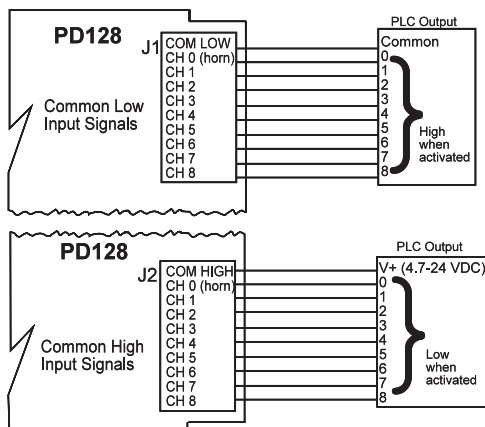 PLC Output
PD128
J1
COM LOW
CH 0 (horn)
CH 1
CH 2
CH 3
CH 4
CH 5
CH 6
CH 7
CH 8
Common Low
Input Signals
Common
0
1
2
3
4
5
6
7
8
High
when
activated
PD128
PLC Output
J2
COM HIGH
CH 0 (horn)
CH 1
CH 2
CH 3
CH 4
CH 5
CH 6
CH 7
CH 8
Common High
Input Signals
V+ (4.7-24 VDC)
0
1
2
3
4
5
6
7
8
Low
when
activated